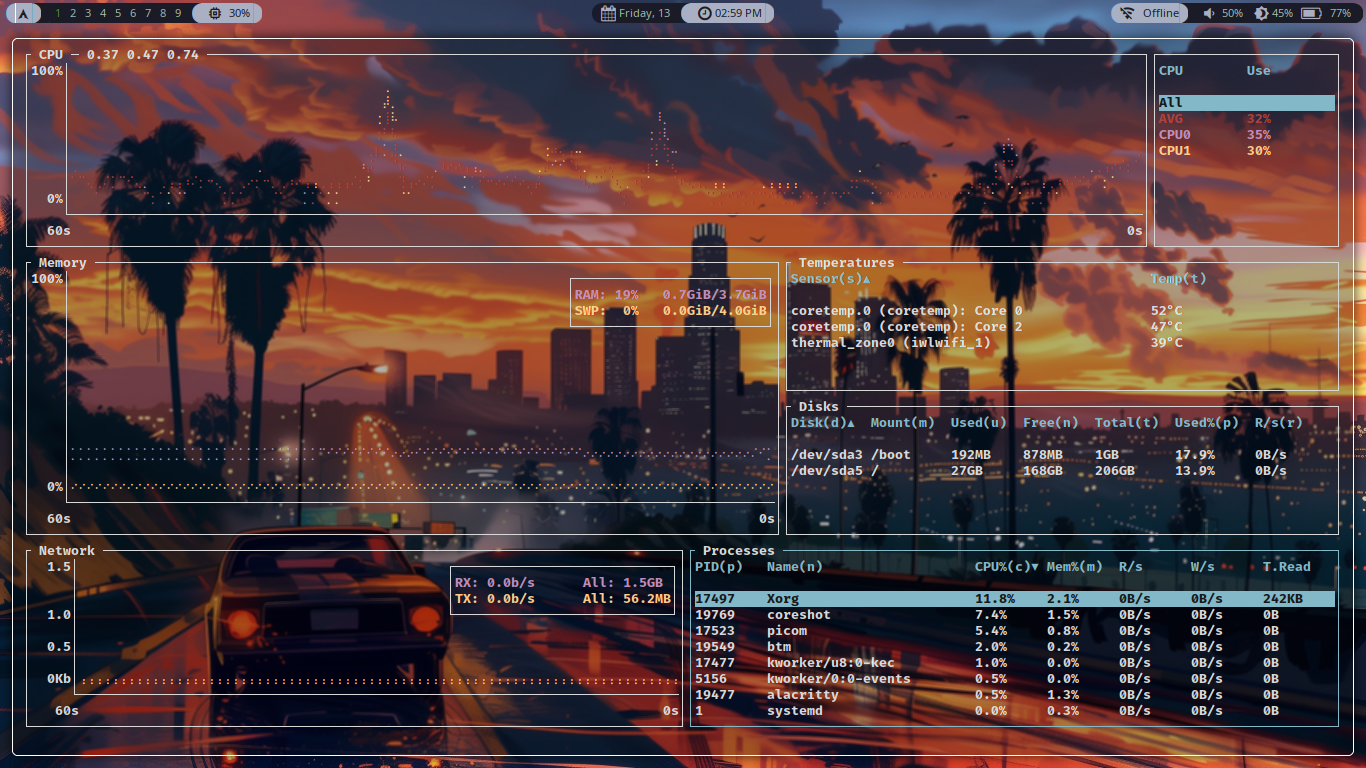 1 2 3 4 5 6 7 8 9 30% Friday, 13 02:59 PM Offline 50% 45% 77%
CPU — 0.37 0.47 0.74
100%
0%
60s 0s
CPU Use
All
AVG 32%
CPU0 35%
CPU1 30%
Memory
100%
RAM: 19% 0.7GiB/3.7GiB
SWP: 0% 0.0GiB/4.0GiB
0%
60s 0s
Temperatures
Sensor(s)▲ Temp(t)
coretemp.0 (coretemp): Core 0 52°C
coretemp.0 (coretemp): Core 2 47°C
thermal_zone0 (iwlwifi_1) 39°C
Disks
Disk(d)▲ Mount(m) Used(u) Free(n) Total(t) Used%(p) R/s(r)
/dev/sda3 /boot 192MB 878MB 1GB 17.9% 0B/s
/dev/sda5 / 27GB 168GB 206GB 13.9% 0B/s
Network
1.5
RX: 0.0b/s All: 1.5GB
TX: 0.0b/s All: 56.2MB
1.0
0.5
0Kb
60s 0s
Processes
PID(p) Name(n) CPU%(c)▼ Mem%(m) R/s W/s T.Read
17497 Xorg 11.8% 2.1% 0B/s 0B/s 242KB
19769 coreshot 7.4% 1.5% 0B/s 0B/s 0B
17523 picom 5.4% 0.8% 0B/s 0B/s 0B
19549 btm 2.0% 0.2% 0B/s 0B/s 0B
17477 kworker/u8:0-kec 1.0% 0.0% 0B/s 0B/s 0B
5156 kworker/0:0-events 0.5% 0.0% 0B/s 0B/s 0B
19477 alacritty 0.5% 1.3% 0B/s 0B/s 0B
1 systemd 0.0% 0.3% 0B/s 0B/s 0B